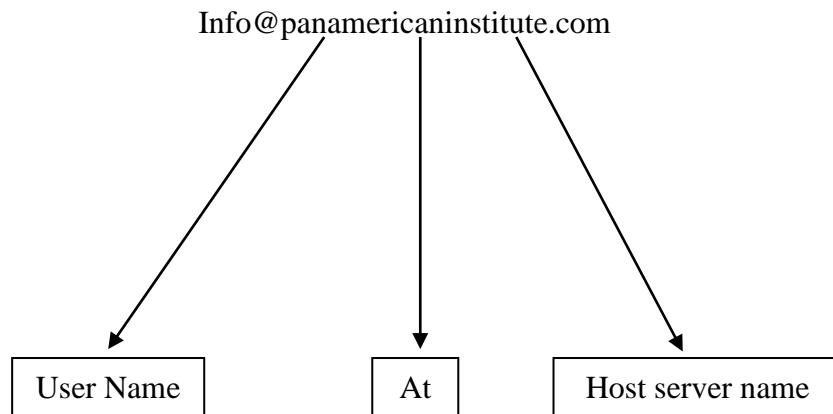 Info@panamericaninstitute.com
User Name At Host server name